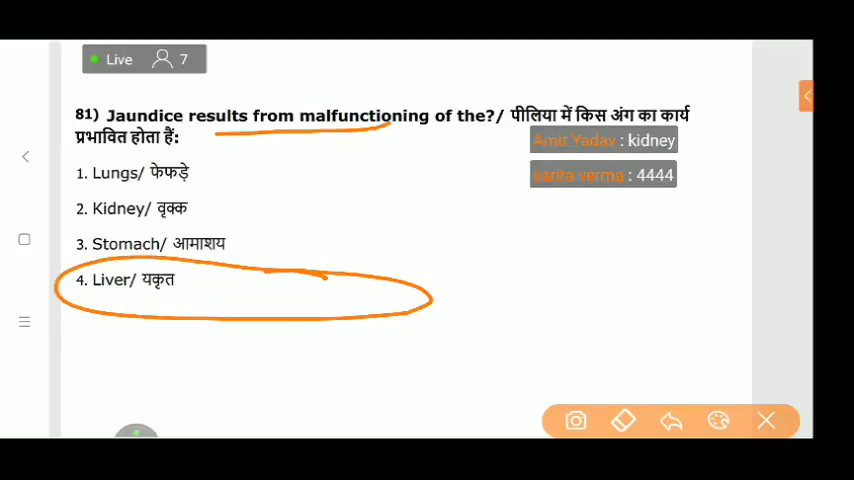 Live 7
81) Jaundice results from malfunctioning of the?/ पीलिया में किस अंग का कार्य
प्रभावित होता हैं:
Amit Yadav : kidney
1. Lungs/ फेफड़े
sarita verma : 4444
2. Kidney/ वृक्क
3. Stomach/ आमाशय
4. Liver/ यकृत